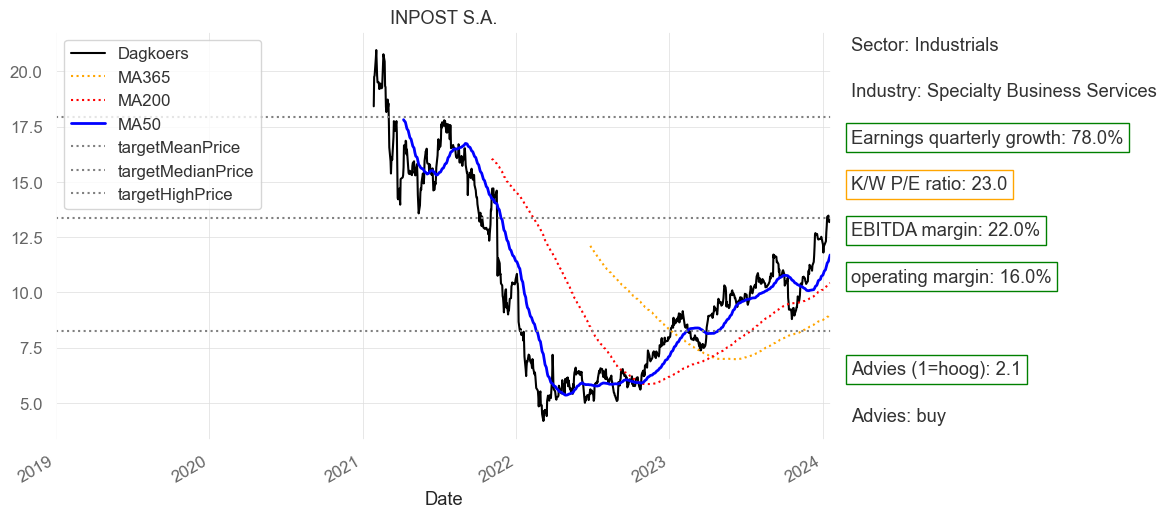 INPOST S.A.
Dagkoers
MA365
MA200
MA50
targetMeanPrice
targetMedianPrice
targetHighPrice
20.0
17.5
15.0
12.5
10.0
7.5
5.0
2019
2020
2021
2022
2023
2024
Date
Sector: Industrials
Industry: Specialty Business Services
Earnings quarterly growth: 78.0%
K/W P/E ratio: 23.0
EBITDA margin: 22.0%
operating margin: 16.0%
Advies (1=hoog): 2.1
Advies: buy